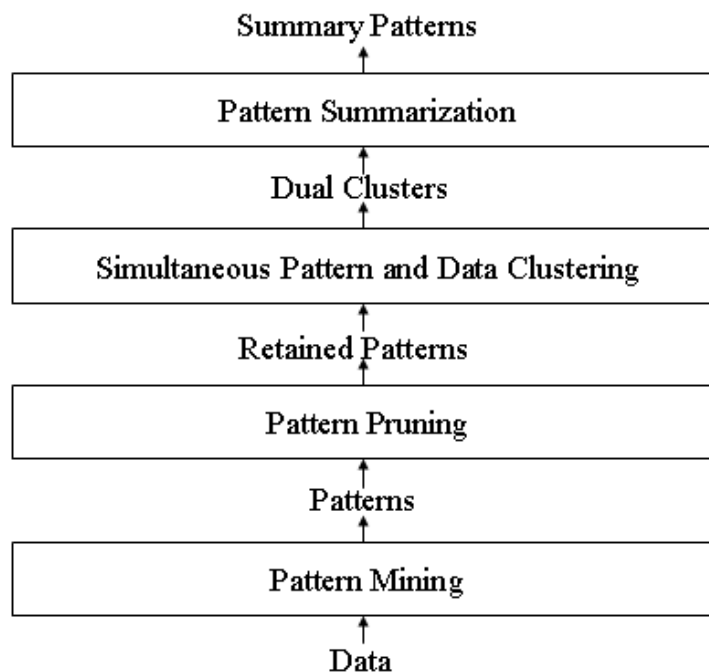 Summary Patterns
Pattern Summarization
Dual Clusters
Simultaneous Pattern and Data Clustering
Retained Patterns
Pattern Pruning
Patterns
Pattern Mining
Data